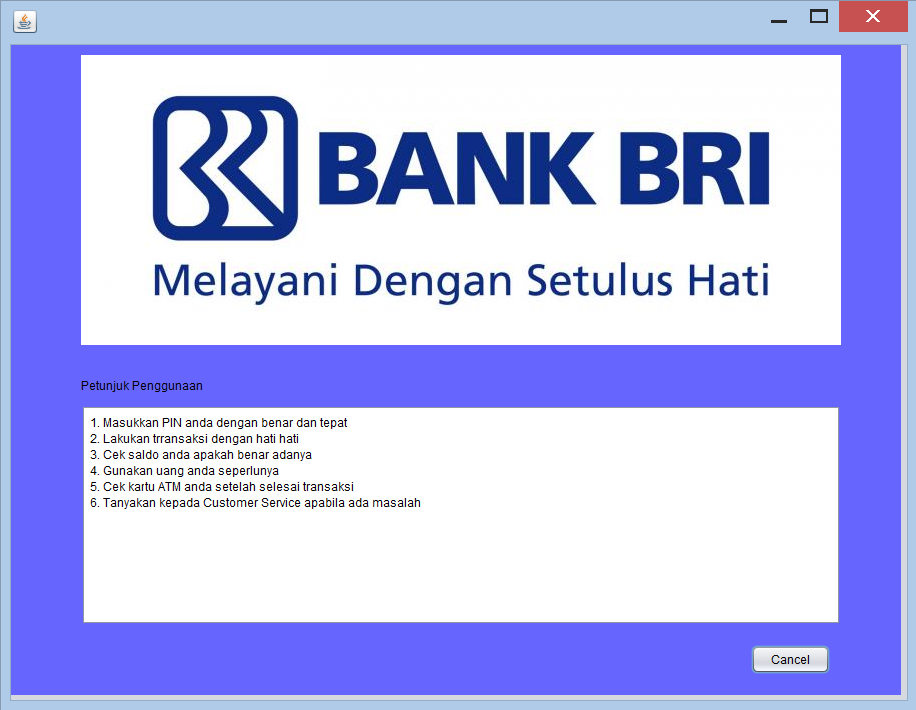 BANK BRI
Melayani Dengan Setulus Hati
Petunjuk Penggunaan
1. Masukkan PIN anda dengan benar dan tepat
2. Lakukan trransaksi dengan hati hati
3. Cek saldo anda apakah benar adanya
4. Gunakan uang anda seperlunya
5. Cek kartu ATM anda setelah selesai transaksi
6. Tanyakan kepada Customer Service apabila ada masalah
Cancel